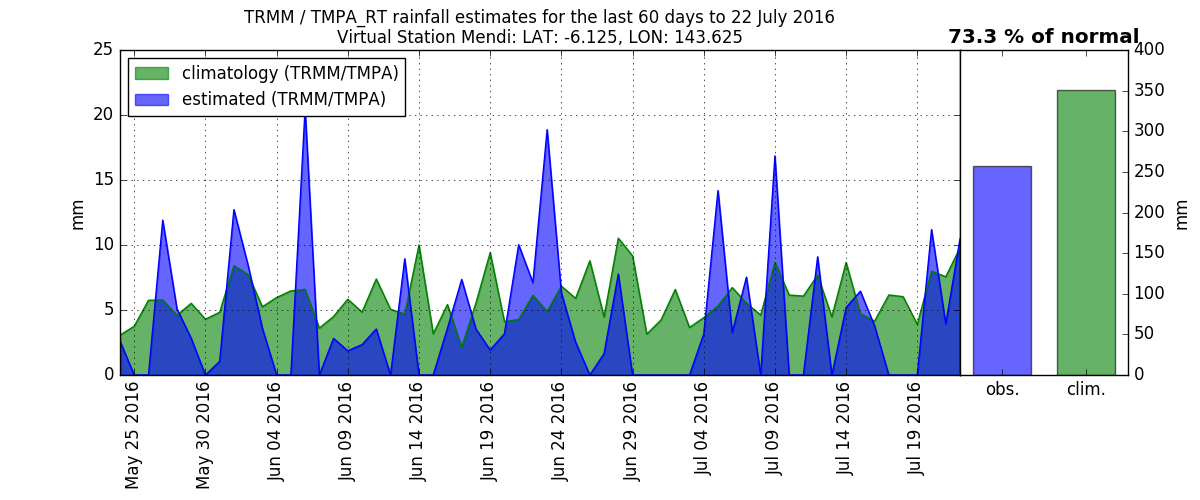 TRMM / TMPA_RT rainfall estimates for the last 60 days to 22 July 2016
Virtual Station Mendi: LAT: -6.125, LON: 143.625
73.3 % of normal
climatology (TRMM/TMPA)
estimated (TRMM/TMPA)
25
20
15
10
5
0
mm
400
350
300
250
200
150
100
50
0
mm
May 25 2016
May 30 2016
Jun 04 2016
Jun 09 2016
Jun 14 2016
Jun 19 2016
Jun 24 2016
Jun 29 2016
Jul 04 2016
Jul 09 2016
Jul 14 2016
Jul 19 2016
obs.
clim.